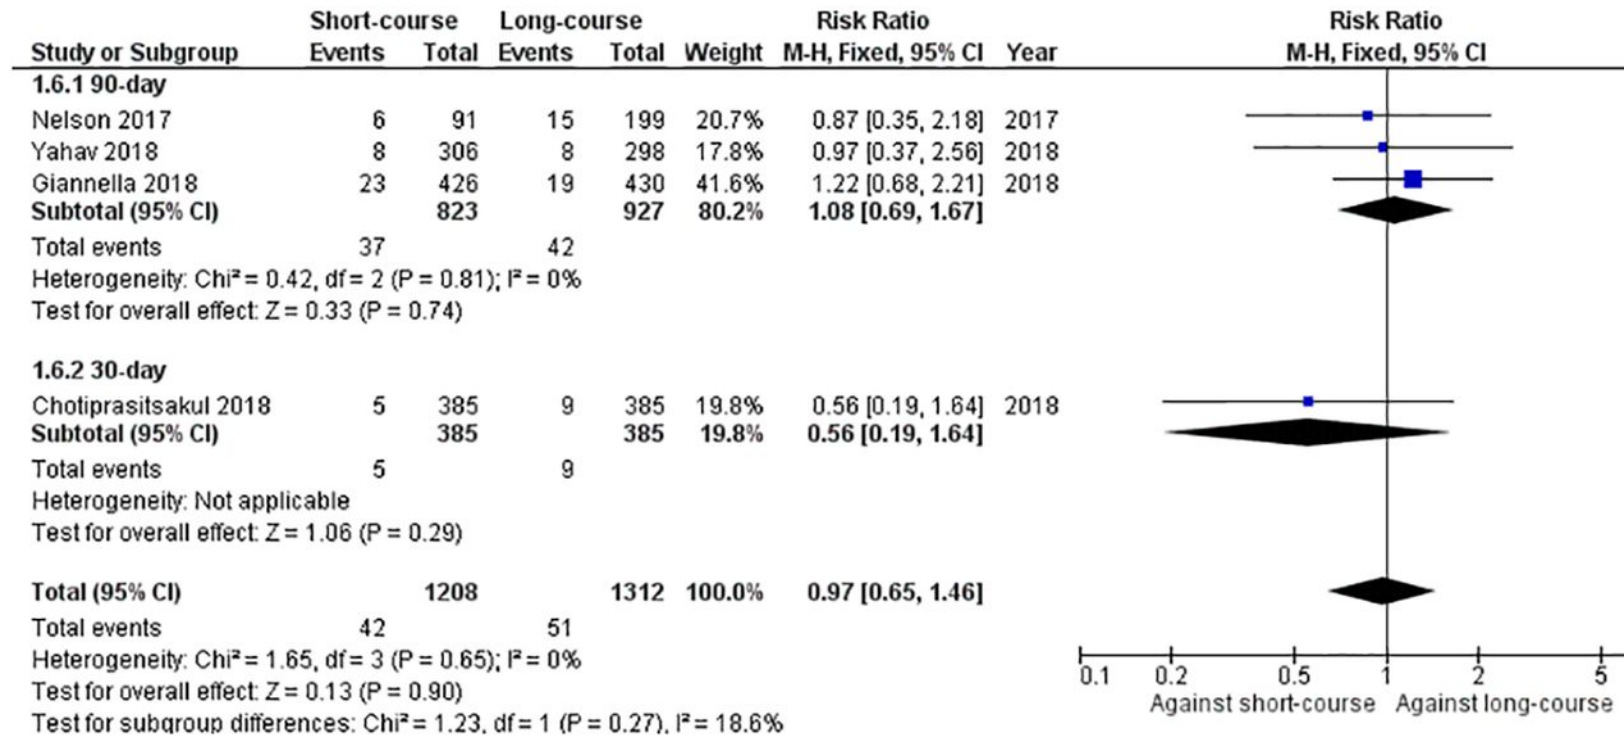 Short-course Long-course Risk Ratio Risk Ratio
Study or Subgroup Events Total Events Total Weight M-H, Fixed, 95% CI Year M-H, Fixed, 95% CI
1.6.1 90-day
Nelson 2017 6 91 15 199 20.7% 0.87 [0.35, 2.18] 2017
Yahav 2018 8 306 8 298 17.8% 0.97 [0.37, 2.56] 2018
Giannella 2018 23 426 19 430 41.6% 1.22 [0.68, 2.21] 2018
Subtotal (95% CI) 823 927 80.2% 1.08 [0.69, 1.67]
Total events 37 42
Heterogeneity: Chi² = 0.42, df = 2 (P = 0.81); I² = 0%
Test for overall effect: Z = 0.33 (P = 0.74)
1.6.2 30-day
Chotiprasitsakul 2018 5 385 9 385 19.8% 0.56 [0.19, 1.64] 2018
Subtotal (95% CI) 385 385 19.8% 0.56 [0.19, 1.64]
Total events 5 9
Heterogeneity: Not applicable
Test for overall effect: Z = 1.06 (P = 0.29)
Total (95% CI) 1208 1312 100.0% 0.97 [0.65, 1.46]
Total events 42 51
Heterogeneity: Chi² = 1.65, df = 3 (P = 0.65); I² = 0%
Test for overall effect: Z = 0.13 (P = 0.90)
Test for subgroup differences: Chi² = 1.23, df = 1 (P = 0.27), I² = 18.6%
0.1 0.2 0.5 1 2 5
Against short-course Against long-course